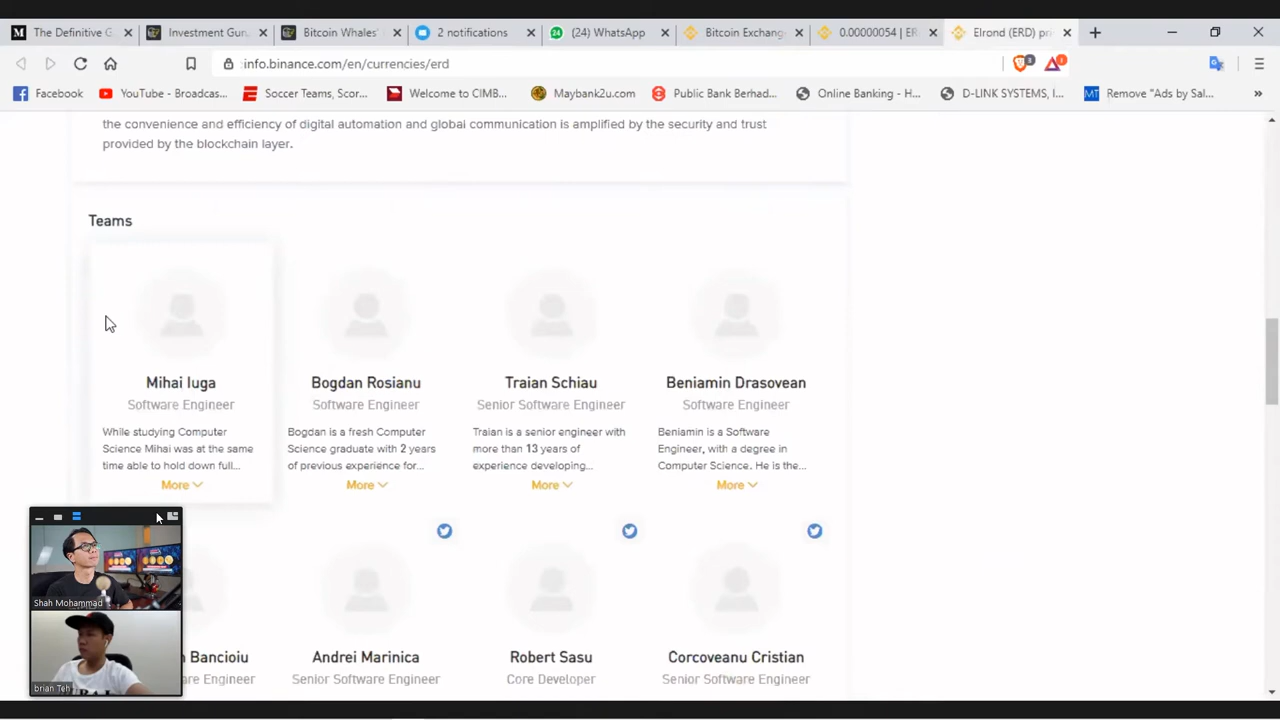 The Definitive G
Investment Gun
Bitcoin Whales'
2 notifications
(24) WhatsApp
Bitcoin Exchang
0.00000054 | ER
Elrond (ERD) pri
info.binance.com/en/currencies/erd
Facebook
YouTube - Broadcas...
Soccer Teams, Scor...
Welcome to CIMB...
Maybank2u.com
Public Bank Berhad...
Online Banking - H...
D-LINK SYSTEMS, I...
Remove "Ads by Sal...
the convenience and efficiency of digital automation and global communication is amplified by the security and trust
provided by the blockchain layer.
Teams
Mihai Iuga
Software Engineer
While studying Computer
Science Mihai was at the same
time able to hold down full...
More
Bogdan Rosianu
Software Engineer
Bogdan is a fresh Computer
Science graduate with 2 years
of previous experience for...
More
Traian Schiau
Senior Software Engineer
Traian is a senior engineer with
more than 13 years of
experience developing...
More
Beniamin Drasovean
Software Engineer
Beniamin is a Software
Engineer, with a degree in
Computer Science. He is the...
More
Bancioiu
Engineer
Andrei Marinica
Senior Software Engineer
Robert Sasu
Core Developer
Corcoveanu Cristian
Senior Software Engineer
Shah Mohammad
brian Teh